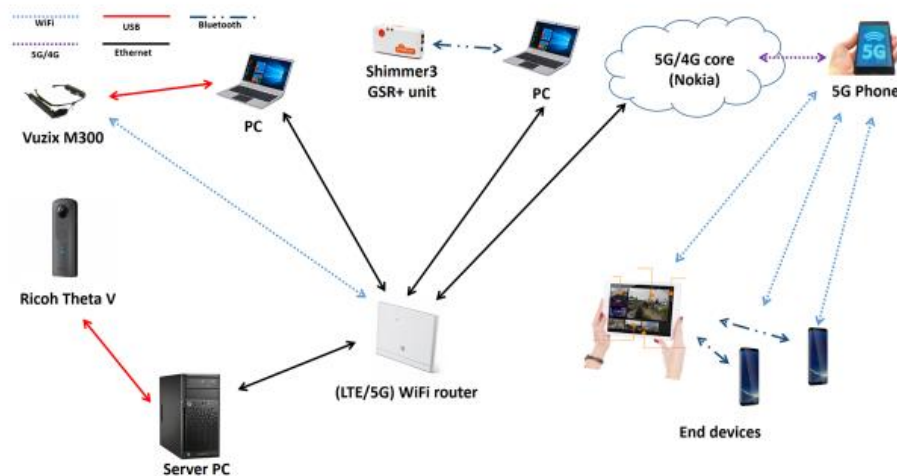 WiFi
USB
Bluetooth
5G/4G
Ethernet
Vuzix M300
PC
Shimmer3
GSR+ unit
PC
5G/4G core
(Nokia)
5G
5G Phone
Ricoh Theta V
(LTE/5G) WiFi router
Server PC
End devices